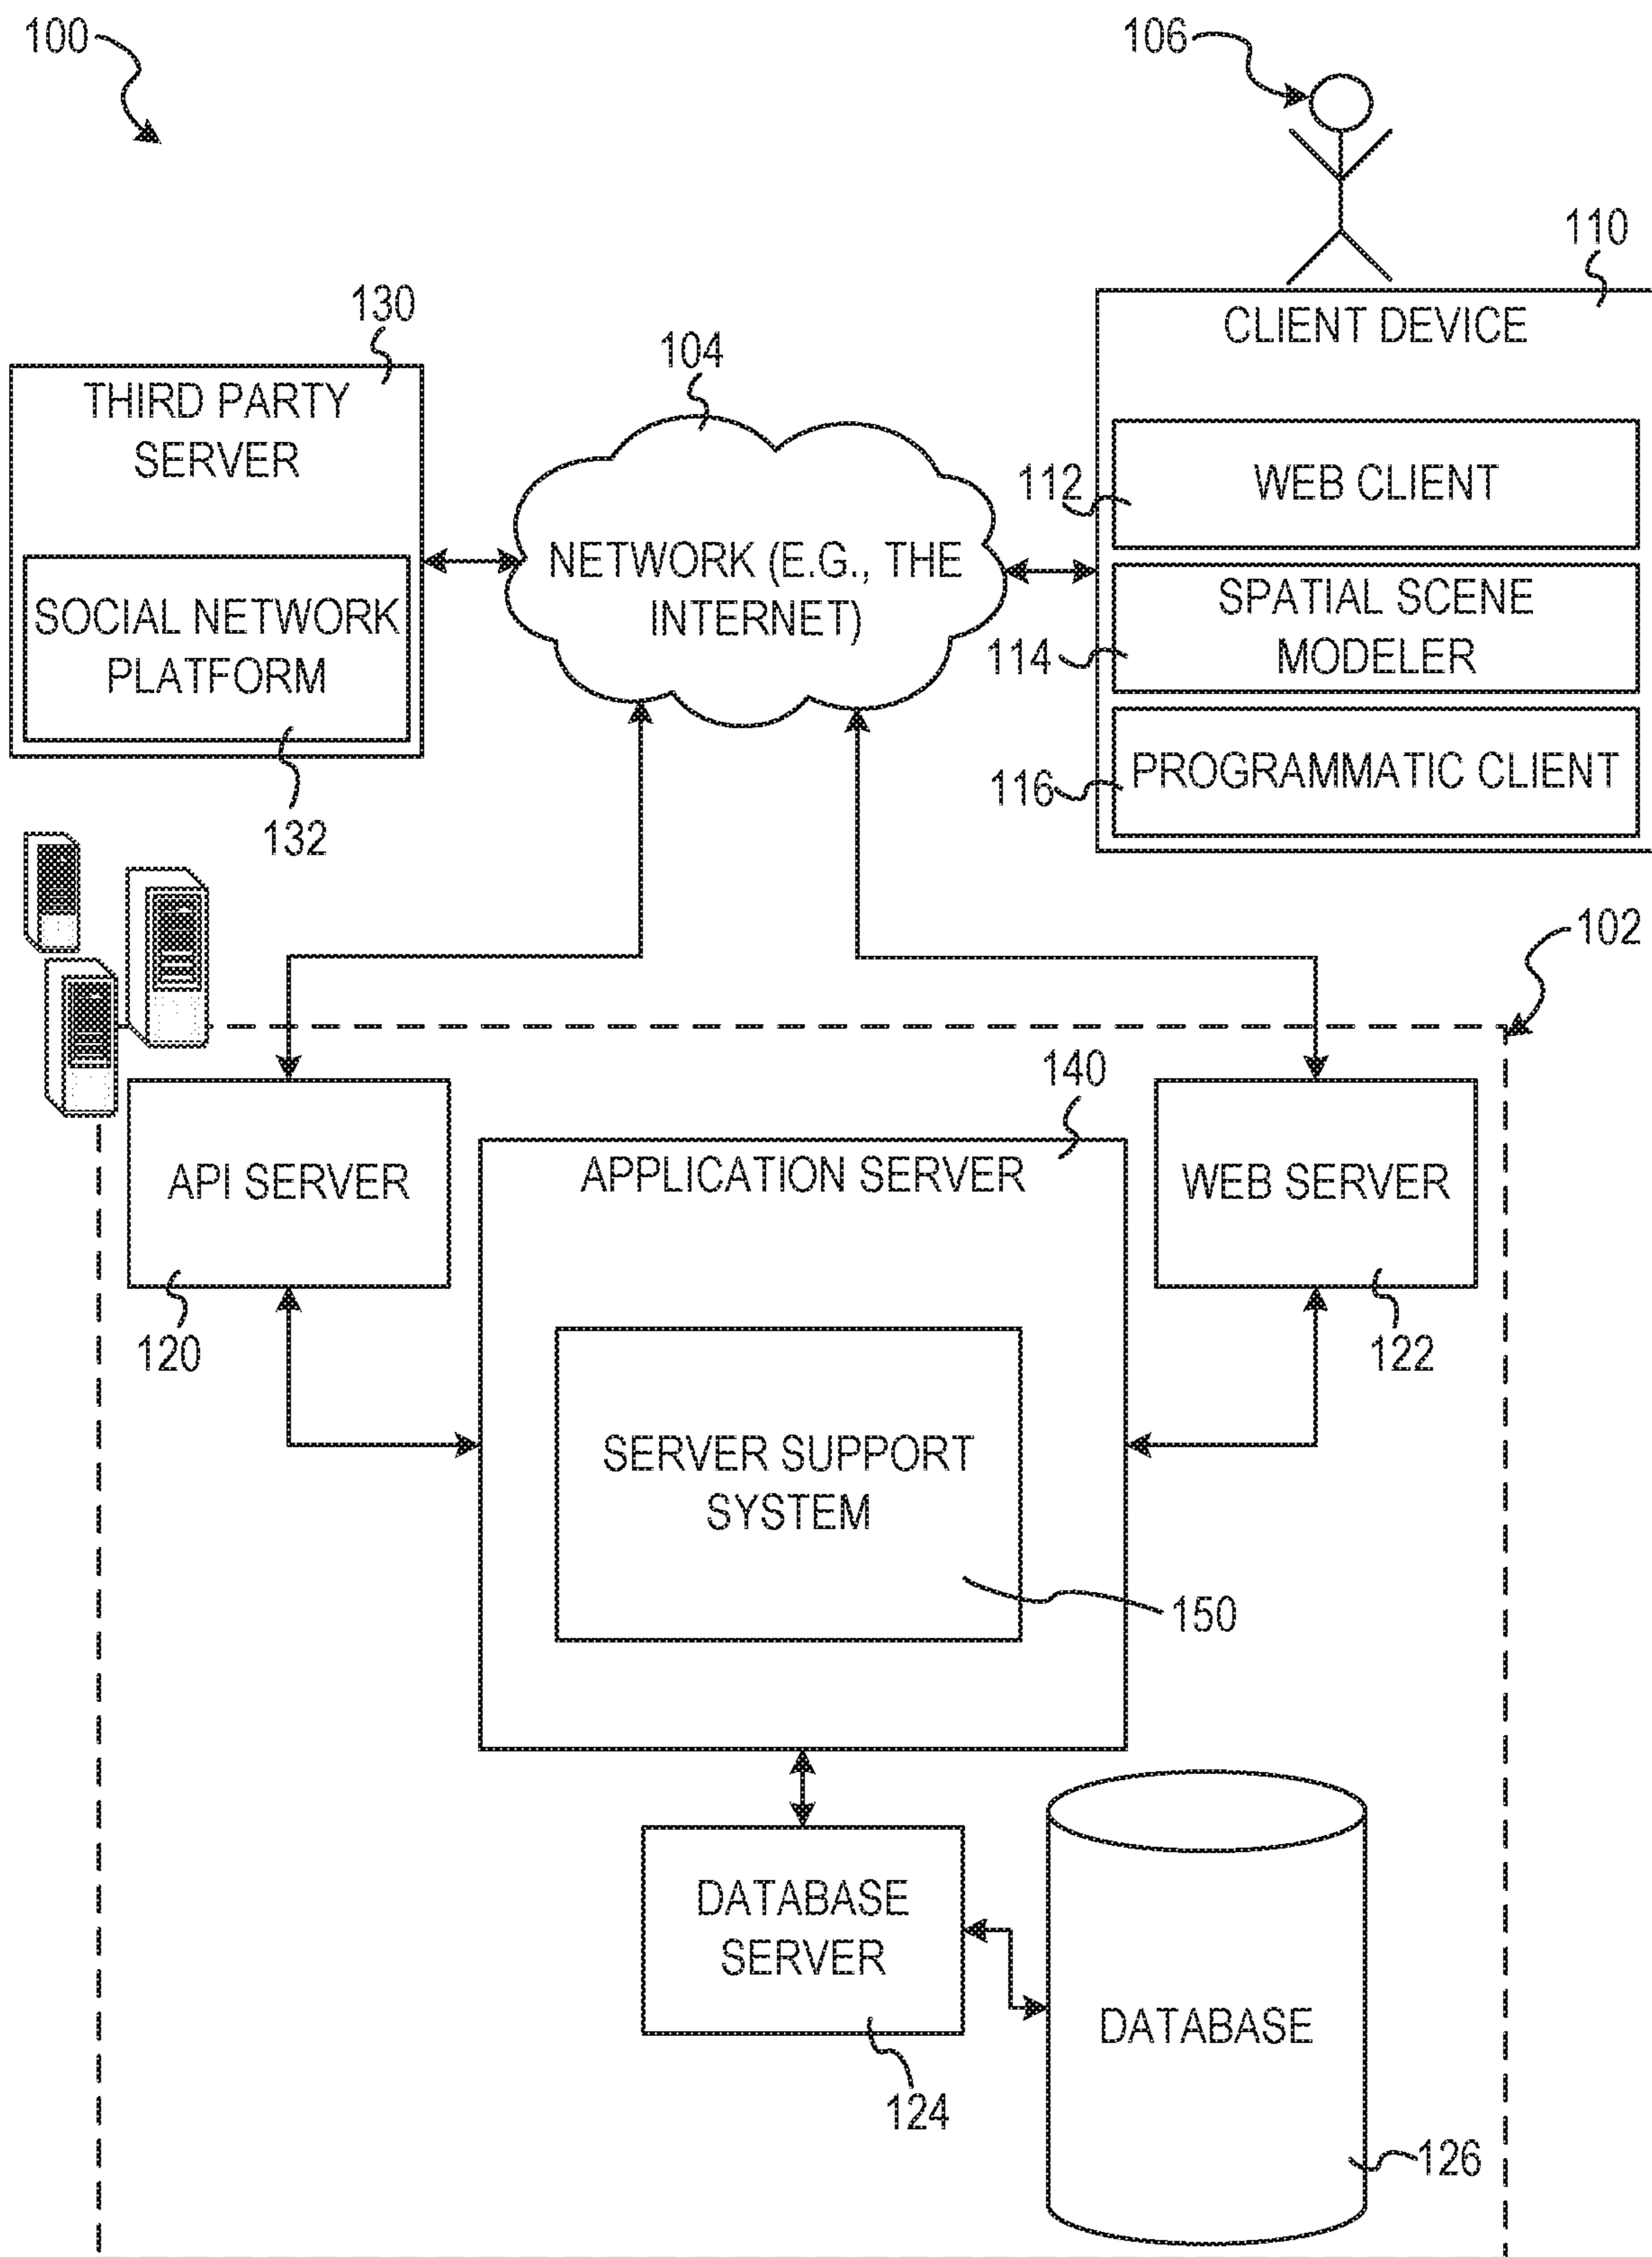 100
106
110
130
CLIENT DEVICE
104
THIRD PARTY
SERVER
112
WEB CLIENT
NETWORK (E.G., THE
INTERNET)
SOCIAL NETWORK
PLATFORM
114
SPATIAL SCENE
MODELER
116
PROGRAMMATIC CLIENT
132
102
140
API SERVER
APPLICATION SERVER
WEB SERVER
120
122
SERVER SUPPORT
SYSTEM
150
DATABASE
SERVER
DATABASE
124
126